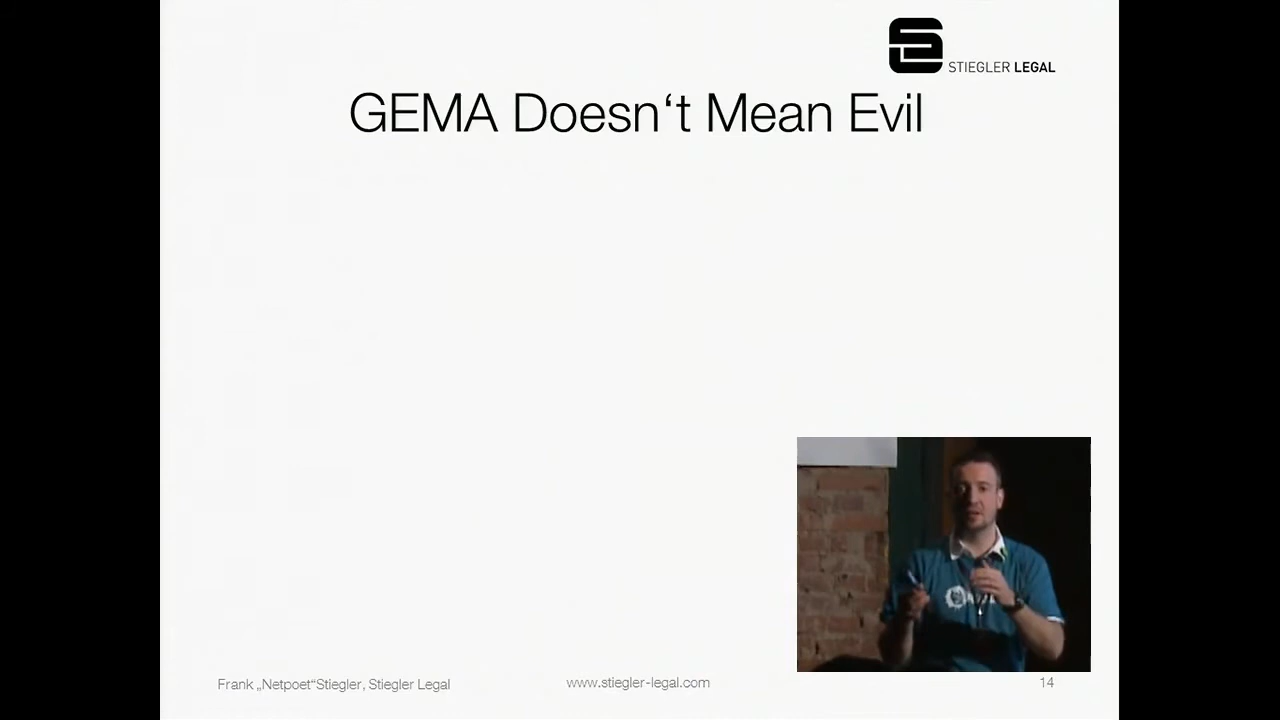 STIEGLER LEGAL
GEMA Doesn‘t Mean Evil
Frank „Netpoet“Stiegler, Stiegler Legal
www.stiegler-legal.com
14